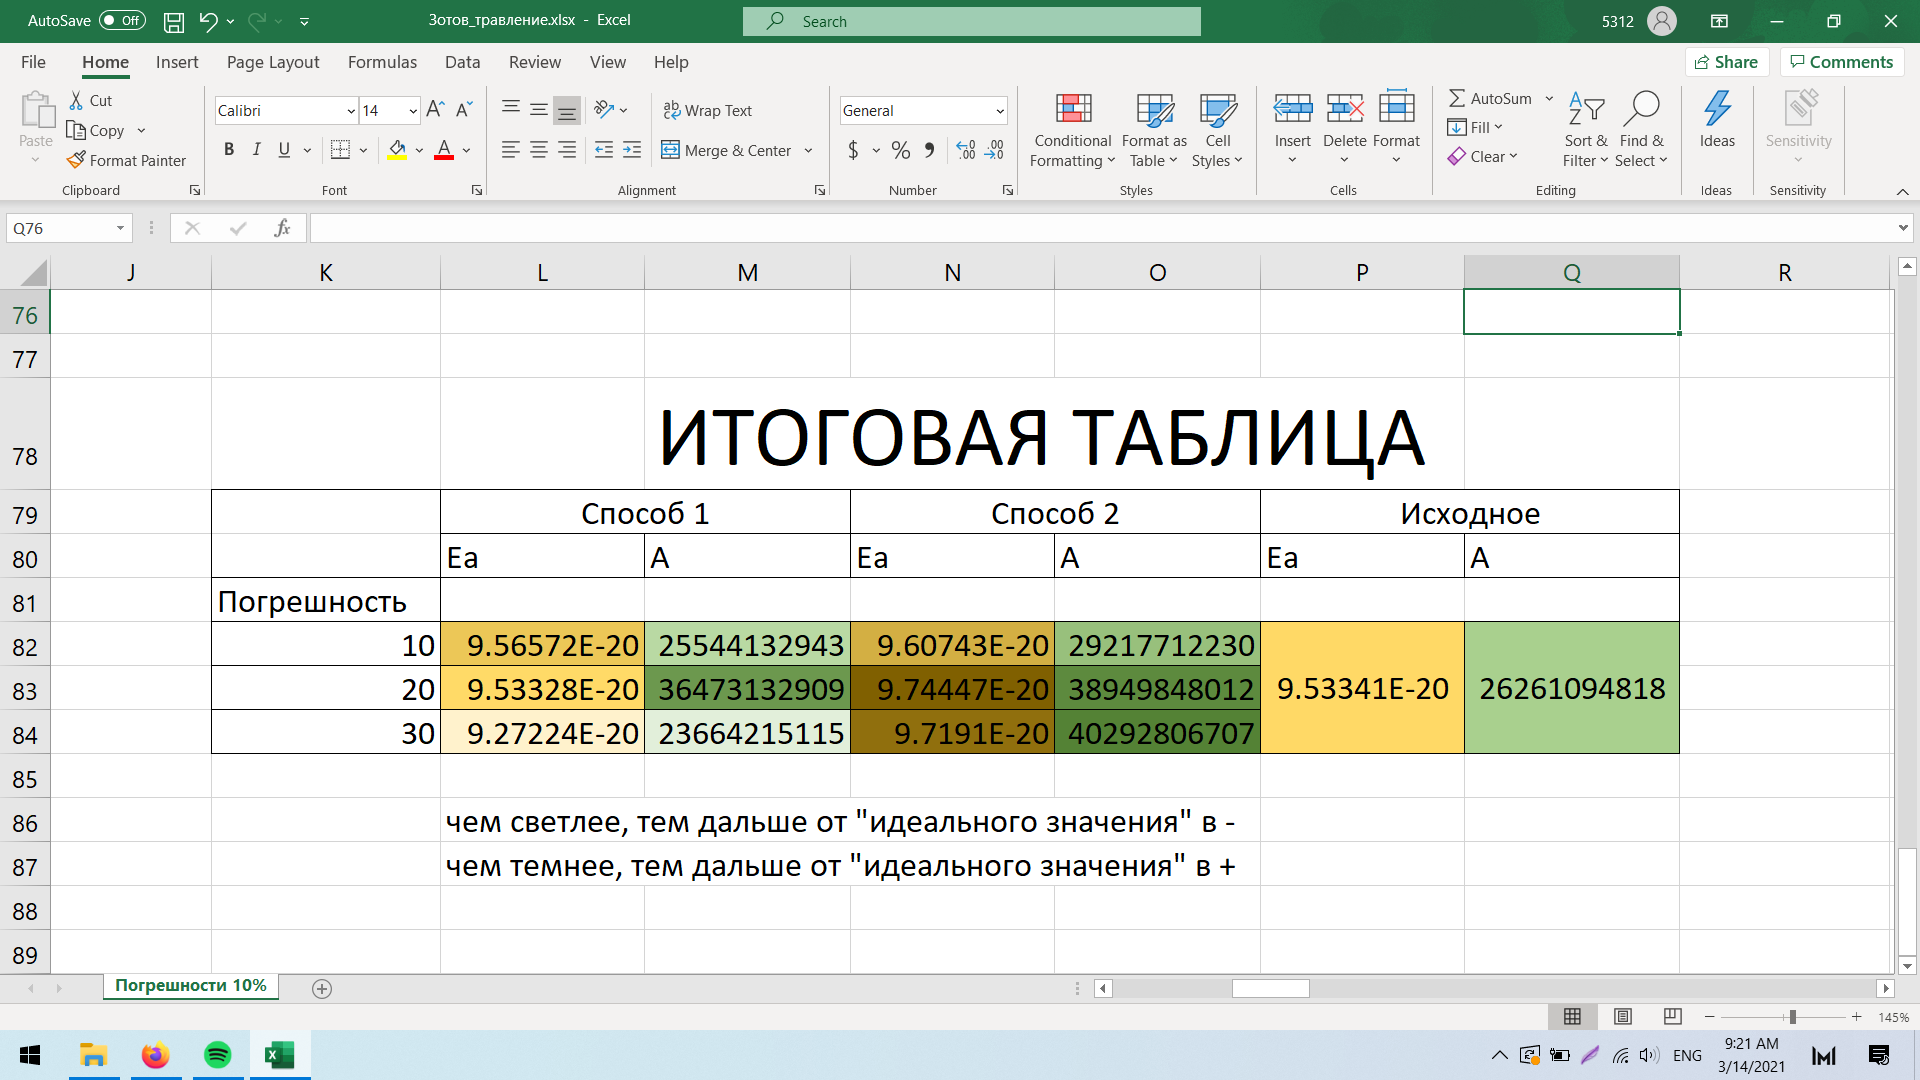 AutoSave Off Зотов_травление.xlsx - Excel Search 5312
File Home Insert Page Layout Formulas Data Review View Help Share Comments
Paste Cut Copy Format Painter Clipboard
Calibri 14 A A B I U A Font
ab Wrap Text Merge & Center Alignment
General $ % 9 Number
Conditional Formatting Format as Table Cell Styles Styles
Insert Delete Format Cells
AutoSum Fill Clear Sort & Filter Find & Select Editing
Ideas Ideas
Sensitivity Sensitivity
Q76 fx
J K L M N O P Q R
76
77
78 ИТОГОВАЯ ТАБЛИЦА
79 Способ 1 Способ 2 Исходное
80 Ea A Ea A Ea A
81 Погрешность
82 10 9.56572E-20 25544132943 9.60743E-20 29217712230
83 20 9.53328E-20 36473132909 9.74447E-20 38949848012 9.53341E-20 26261094818
84 30 9.27224E-20 23664215115 9.7191E-20 40292806707
85
86 чем светлее, тем дальше от "идеального значения" в -
87 чем темнее, тем дальше от "идеального значения" в +
88
89
Погрешности 10%
145%
ENG 9:21 AM
3/14/2021